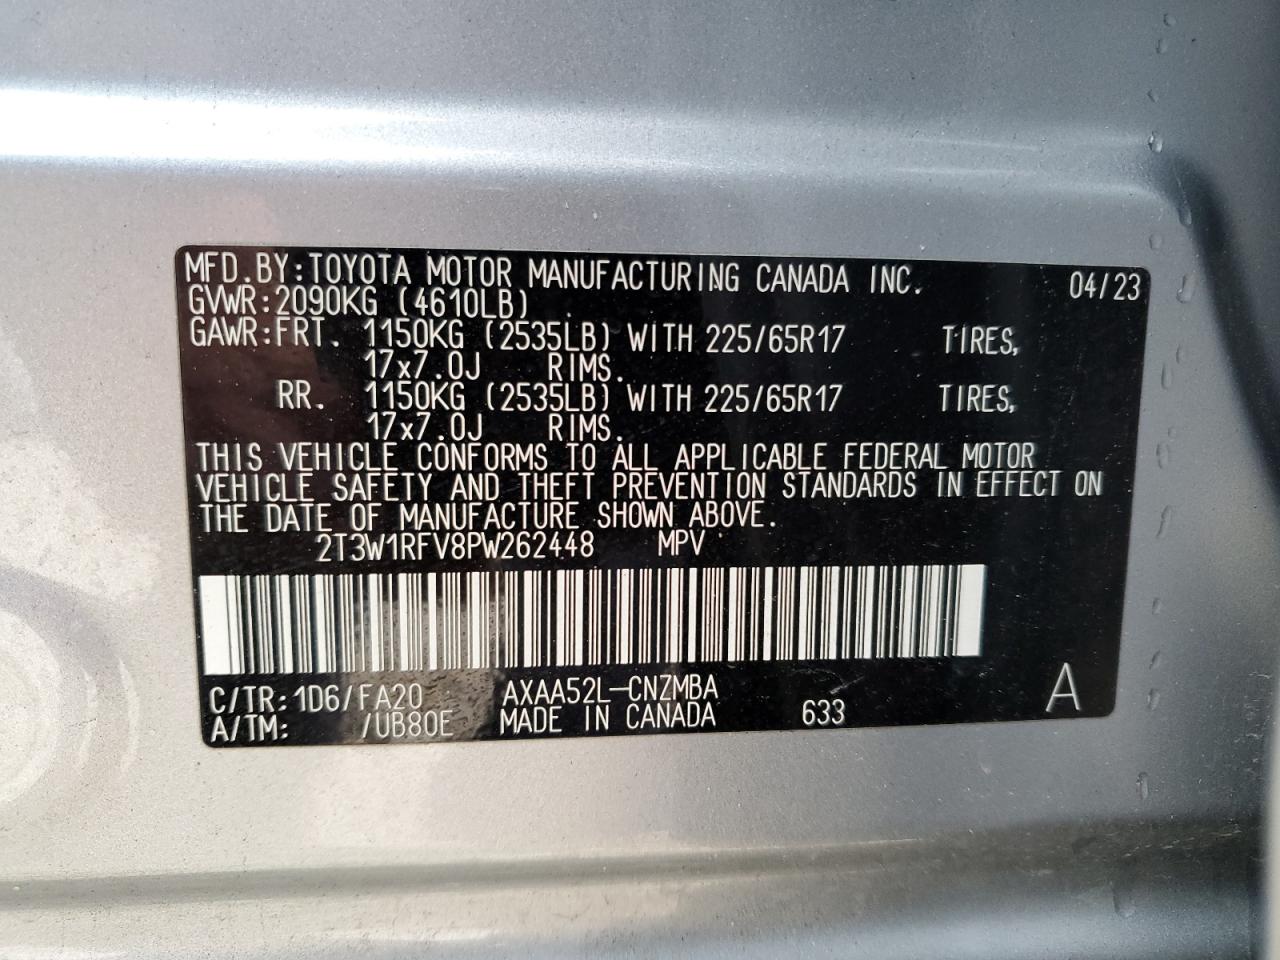 MFD.BY:TOYOTA MOTOR MANUFACTURING CANADA INC. 04/23
GVWR:2090KG (4610LB)
GAWR:FRT. 1150KG (2535LB) WITH 225/65R17 TIRES,
17x7.0J RIMS.
RR. 1150KG (2535LB) WITH 225/65R17 TIRES,
17x7.0J RIMS.
THIS VEHICLE CONFORMS TO ALL APPLICABLE FEDERAL MOTOR
VEHICLE SAFETY AND THEFT PREVENTION STANDARDS IN EFFECT ON
THE DATE OF MANUFACTURE SHOWN ABOVE.
2T3W1RFV8PW262448 MPV
C/TR:1D6/FA20 AXAA52L-CNZMBA A
A/TM: /UB80E MADE IN CANADA 633